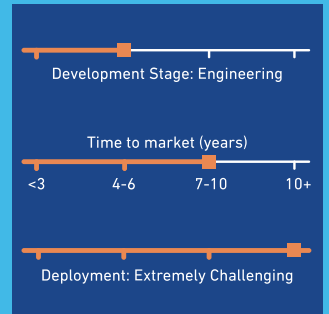 Development Stage: Engineering
Time to market (years)
<3 4-6 7-10 10+
Deployment: Extremely Challenging